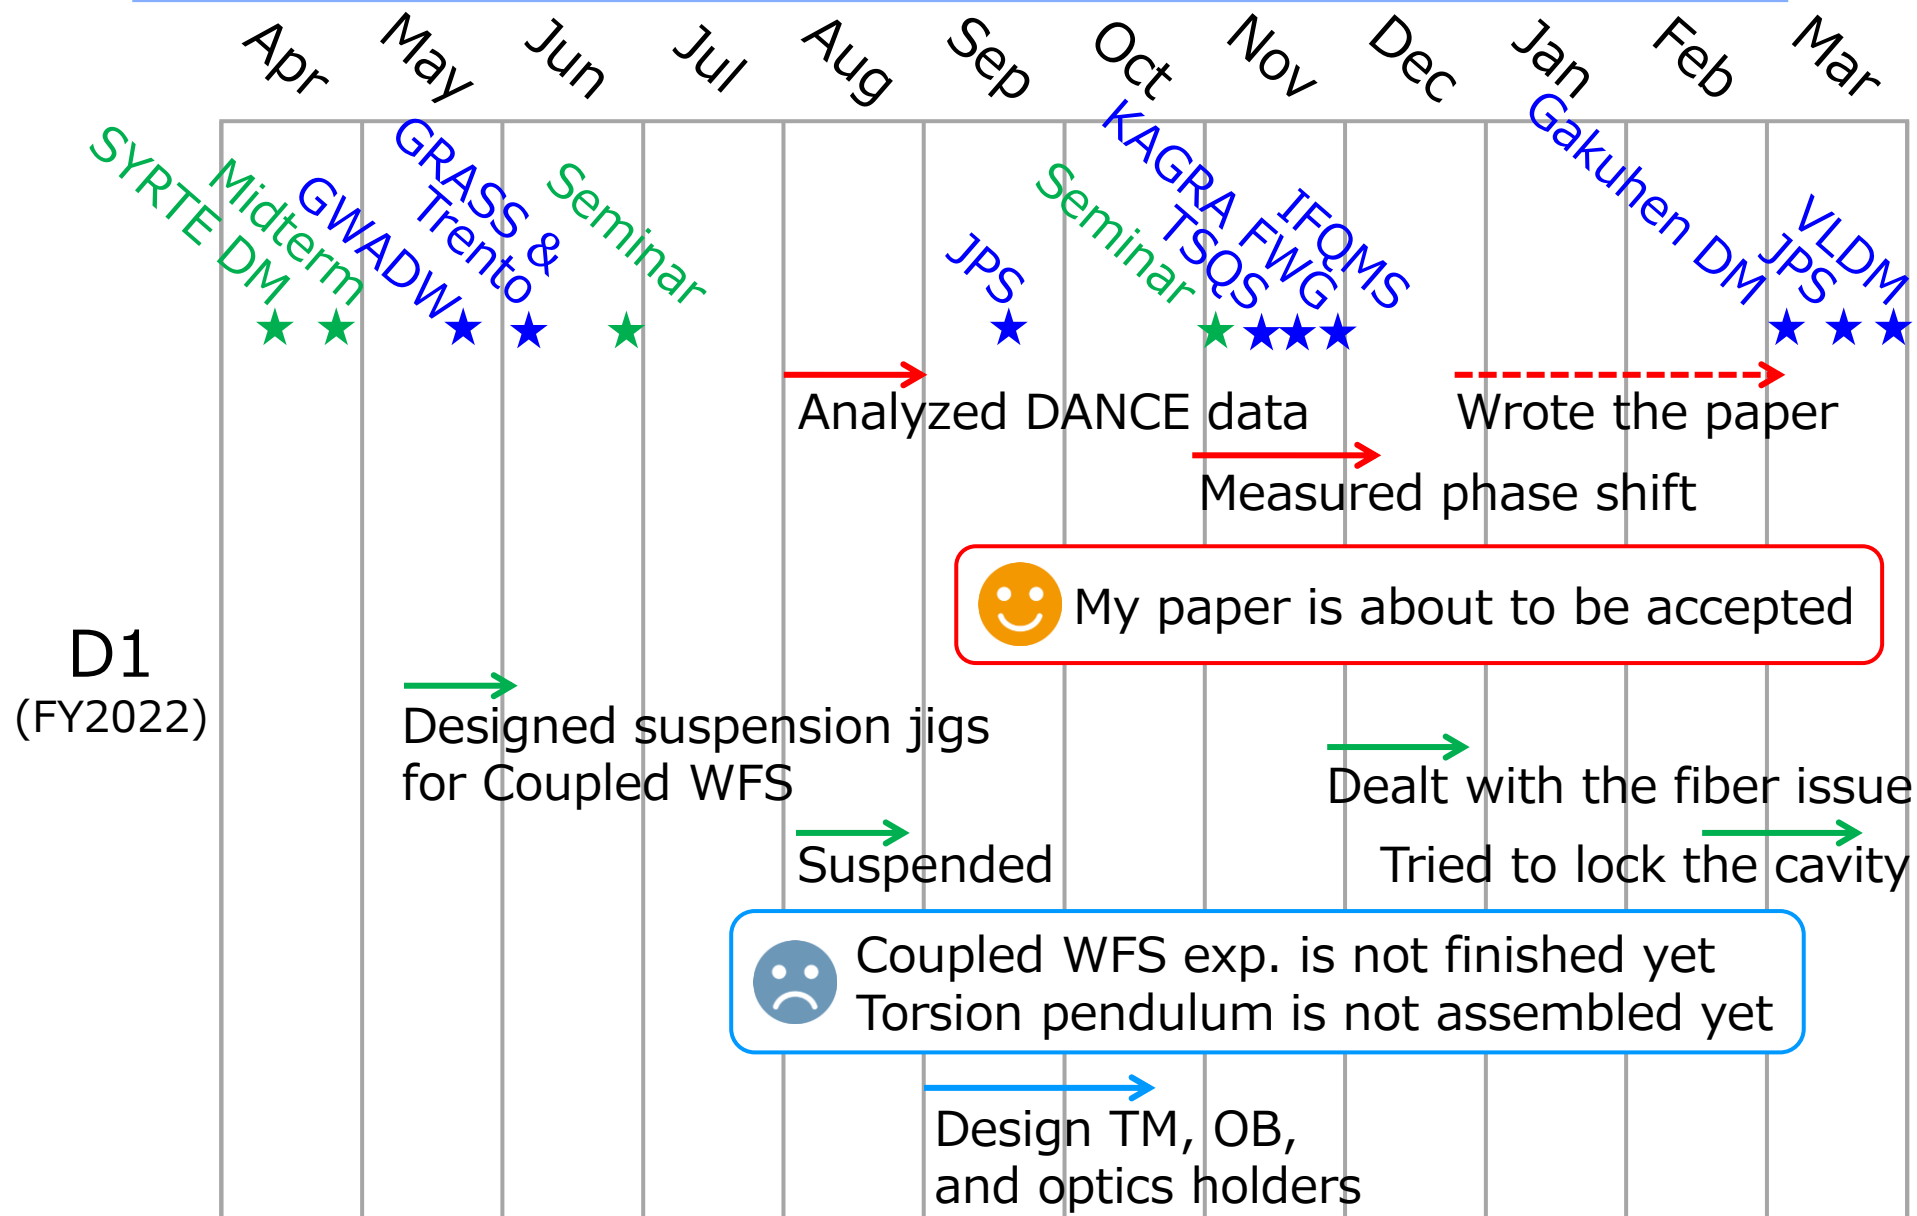 Apr
May
Jun
Jul
Aug
Sep
Oct
Nov
Dec
Jan
Feb
Mar
SYRTE DM
Midterm
GWADW
GRASS &
Trento
Seminar
JPS
Seminar
TSQS
KAGRA FWG
IFQMS
Gakuhen DM
JPS
VLDM
Analyzed DANCE data
Wrote the paper
Measured phase shift
My paper is about to be accepted
D1
(FY2022)
Designed suspension jigs
for Coupled WFS
Dealt with the fiber issue
Suspended
Tried to lock the cavity
Coupled WFS exp. is not finished yet
Torsion pendulum is not assembled yet
Design TM, OB,
and optics holders